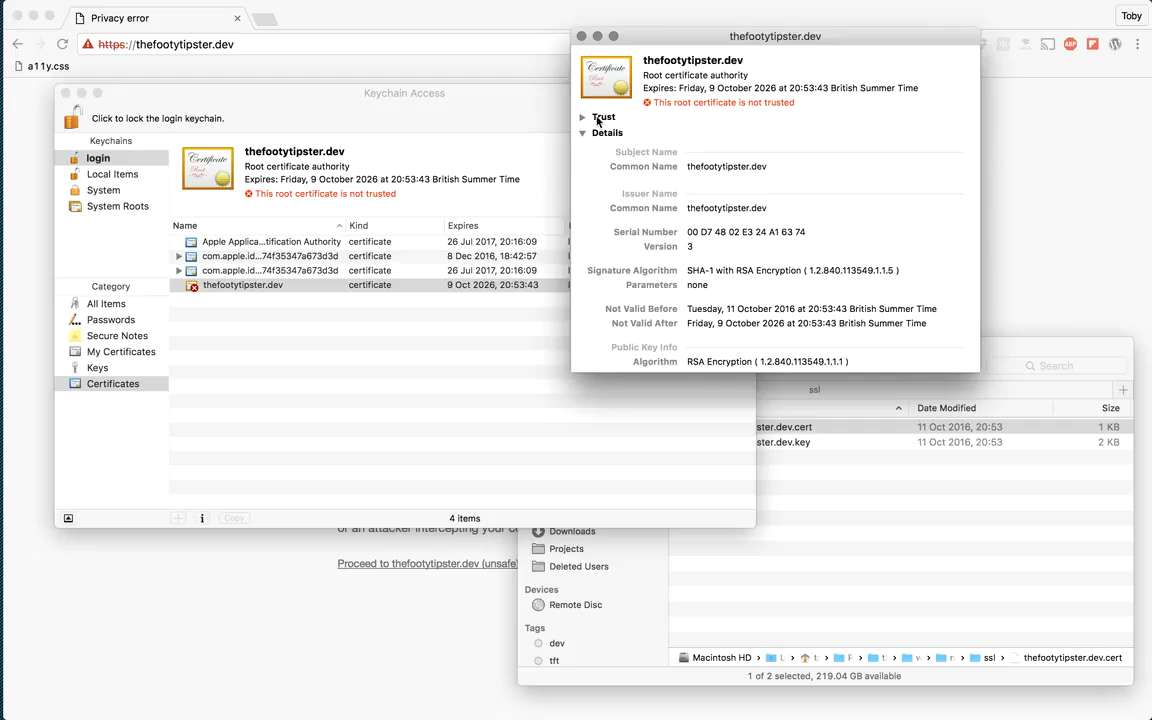 Privacy error
Toby
https://thefootytipster.dev
a11y.css
Keychain Access
Click to lock the login keychain.
Keychains
login
Local Items
System
System Roots
Category
All Items
Passwords
Secure Notes
My Certificates
Keys
Certificates
thefootytipster.dev
Root certificate authority
Expires: Friday, 9 October 2026 at 20:53:43 British Summer Time
This root certificate is not trusted
Name Kind Expires
Apple Applica...tification Authority certificate 26 Jul 2017, 20:16:09
com.apple.id...74f35347a673d3d certificate 8 Dec 2016, 18:42:57
com.apple.id...74f35347a673d3d certificate 26 Jul 2017, 20:16:09
thefootytipster.dev certificate 9 Oct 2026, 20:53:43
Copy
4 items
thefootytipster.dev
thefootytipster.dev
Root certificate authority
Expires: Friday, 9 October 2026 at 20:53:43 British Summer Time
This root certificate is not trusted
Trust
Details
Subject Name
Common Name thefootytipster.dev
Issuer Name
Common Name thefootytipster.dev
Serial Number 00 D7 48 02 E3 24 A1 63 74
Version 3
Signature Algorithm SHA-1 with RSA Encryption ( 1.2.840.113549.1.1.5 )
Parameters none
Not Valid Before Tuesday, 11 October 2016 at 20:53:43 British Summer Time
Not Valid After Friday, 9 October 2026 at 20:53:43 British Summer Time
Public Key Info
Algorithm RSA Encryption ( 1.2.840.113549.1.1.1 )
ABP
Search
ssl
Date Modified Size
ster.dev.cert 11 Oct 2016, 20:53 1 KB
ster.dev.key 11 Oct 2016, 20:53 2 KB
or an attacker intercepting your
Proceed to thefootytipster.dev (unsafe)
Downloads
Projects
Deleted Users
Devices
Remote Disc
Tags
dev
tft
Macintosh HD › ssl › thefootytipster.dev.cert
1 of 2 selected, 219.04 GB available